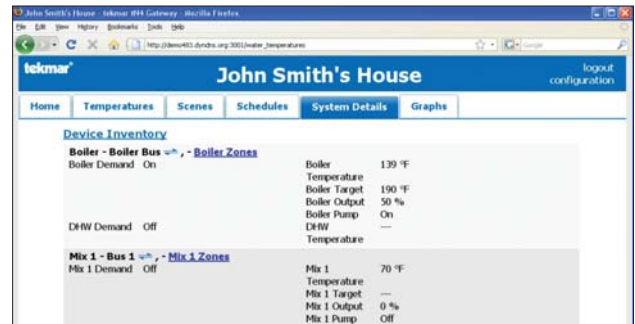 John Smith's House - tekmar tN4 Gateway - Mozilla Firefox
File Edit View History Bookmarks Tools Help
http://demo483.dyndns.org:3001/water_temperatures
Google
tekmar
John Smith's House
logout
configuration
Home Temperatures Scenes Schedules System Details Graphs
Device Inventory
Boiler - Boiler Bus , - Boiler Zones
Boiler Demand On Boiler Temperature 139 °F
Boiler Target 190 °F
Boiler Output 50 %
Boiler Pump On
DHW Demand Off DHW Temperature ---
Mix 1 - Bus 1 , - Mix 1 Zones
Mix 1 Demand Off Mix 1 Temperature 70 °F
Mix 1 Target ---
Mix 1 Output 0 %
Mix 1 Pump Off